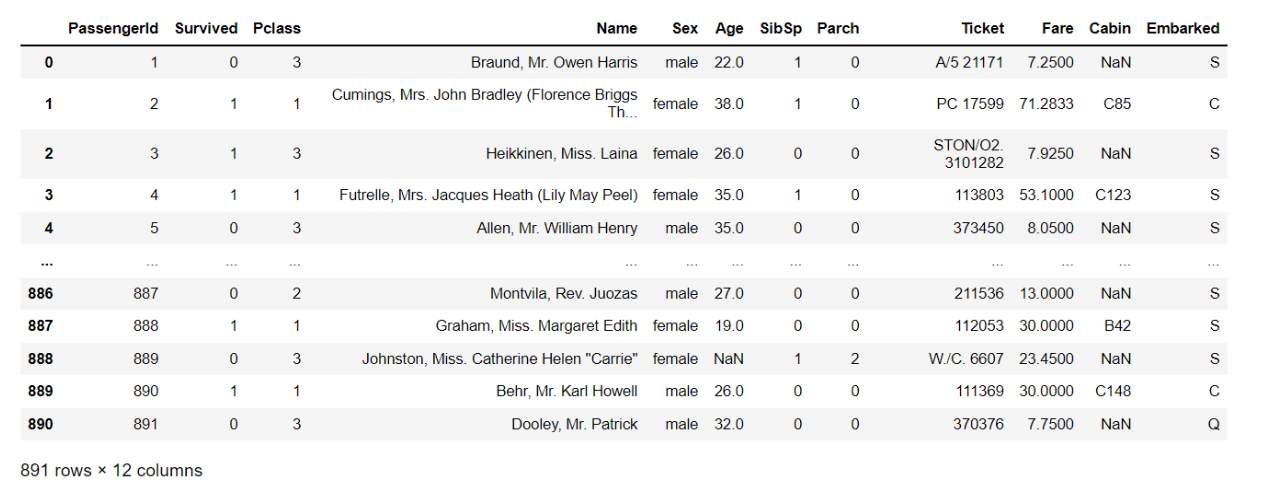 PassengerId Survived Pclass Name Sex Age SibSp Parch Ticket Fare Cabin Embarked
0 1 0 3 Braund, Mr. Owen Harris male 22.0 1 0 A/5 21171 7.2500 NaN S
1 2 1 1 Cumings, Mrs. John Bradley (Florence Briggs Th... female 38.0 1 0 PC 17599 71.2833 C85 C
2 3 1 3 Heikkinen, Miss. Laina female 26.0 0 0 STON/O2. 3101282 7.9250 NaN S
3 4 1 1 Futrelle, Mrs. Jacques Heath (Lily May Peel) female 35.0 1 0 113803 53.1000 C123 S
4 5 0 3 Allen, Mr. William Henry male 35.0 0 0 373450 8.0500 NaN S
... ... ... ... ... ... ... ... ... ... ... ... ...
886 887 0 2 Montvila, Rev. Juozas male 27.0 0 0 211536 13.0000 NaN S
887 888 1 1 Graham, Miss. Margaret Edith female 19.0 0 0 112053 30.0000 B42 S
888 889 0 3 Johnston, Miss. Catherine Helen "Carrie" female NaN 1 2 W./C. 6607 23.4500 NaN S
889 890 1 1 Behr, Mr. Karl Howell male 26.0 0 0 111369 30.0000 C148 C
890 891 0 3 Dooley, Mr. Patrick male 32.0 0 0 370376 7.7500 NaN Q
891 rows × 12 columns